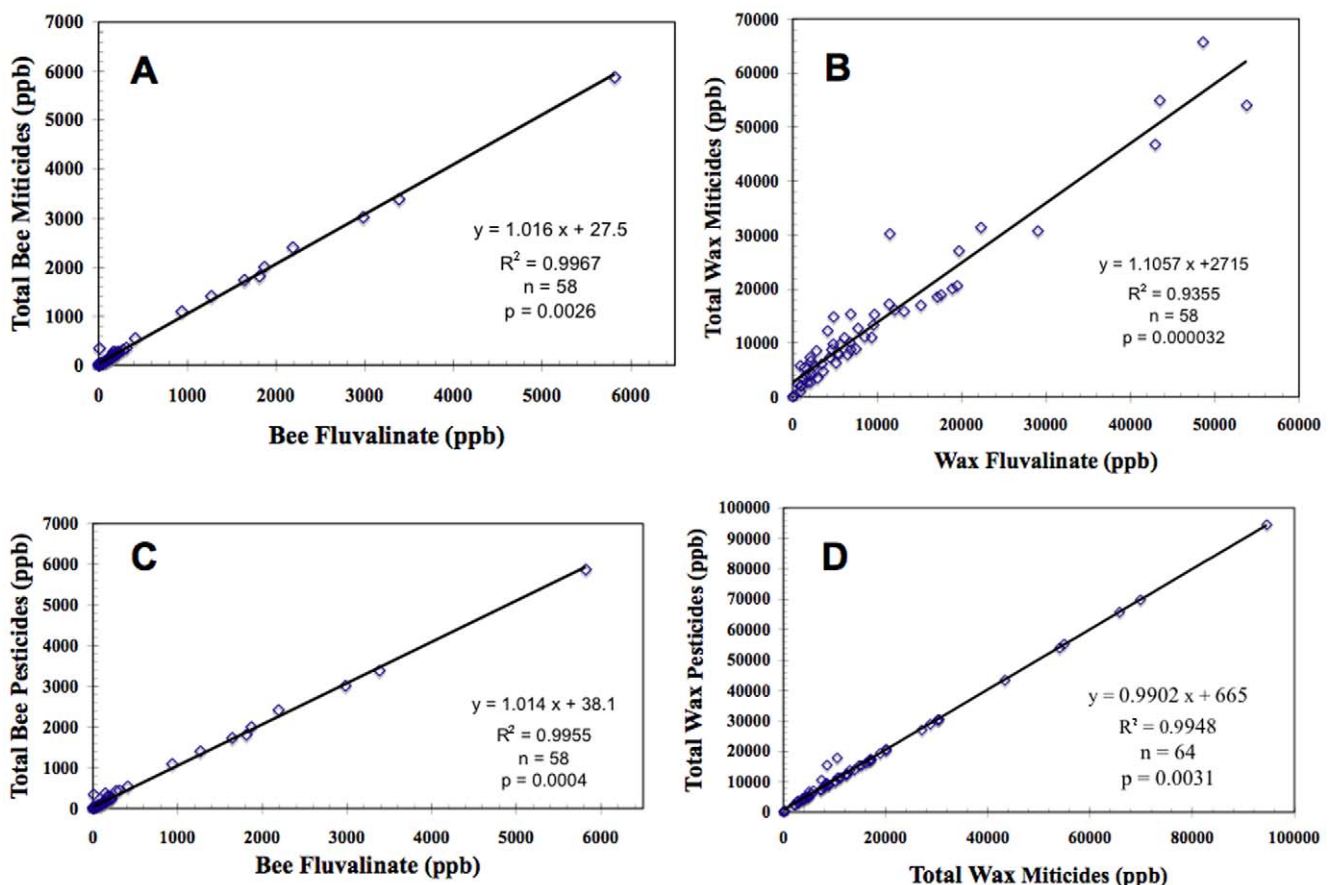 A
Total Bee Miticides (ppb)
7000
6000
5000
4000
3000
2000
1000
0
y = 1.016 x + 27.5
R² = 0.9967
n = 58
p = 0.0026
0 1000 2000 3000 4000 5000 6000
Bee Fluvalinate (ppb)
B
Total Wax Miticides (ppb)
70000
60000
50000
40000
30000
20000
10000
0
y = 1.1057 x +2715
R² = 0.9355
n = 58
p = 0.000032
0 10000 20000 30000 40000 50000 60000
Wax Fluvalinate (ppb)
C
Total Bee Pesticides (ppb)
7000
6000
5000
4000
3000
2000
1000
0
y = 1.014 x + 38.1
R² = 0.9955
n = 58
p = 0.0004
0 1000 2000 3000 4000 5000 6000
Bee Fluvalinate (ppb)
D
Total Wax Pesticides (ppb)
100000
90000
80000
70000
60000
50000
40000
30000
20000
10000
0
y = 0.9902 x + 665
R² = 0.9948
n = 64
p = 0.0031
0 20000 40000 60000 80000 100000
Total Wax Miticides (ppb)